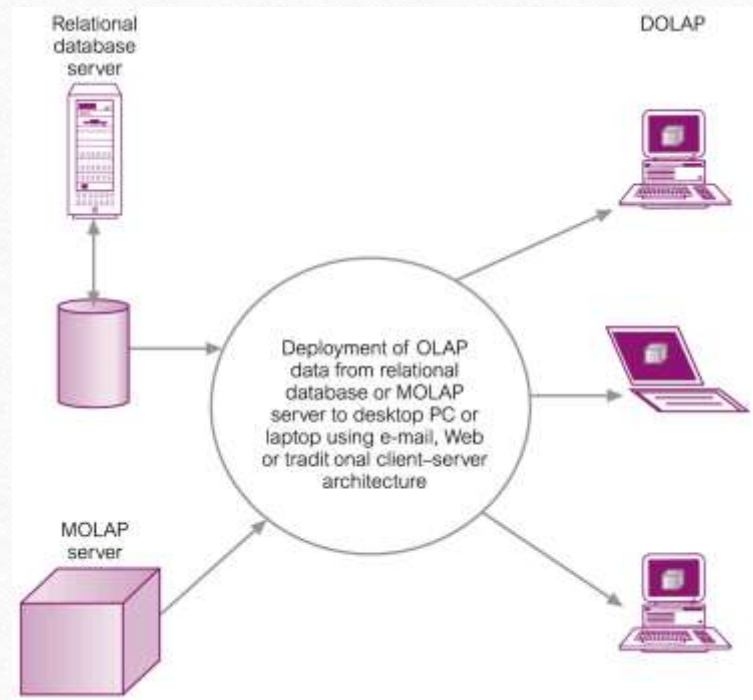 Relational
database
server
DOLAP
Deployment of OLAP
data from relational
database or MOLAP
server to desktop PC or
laptop using e-mail, Web
or tradit onal client–server
architecture
MOLAP
server